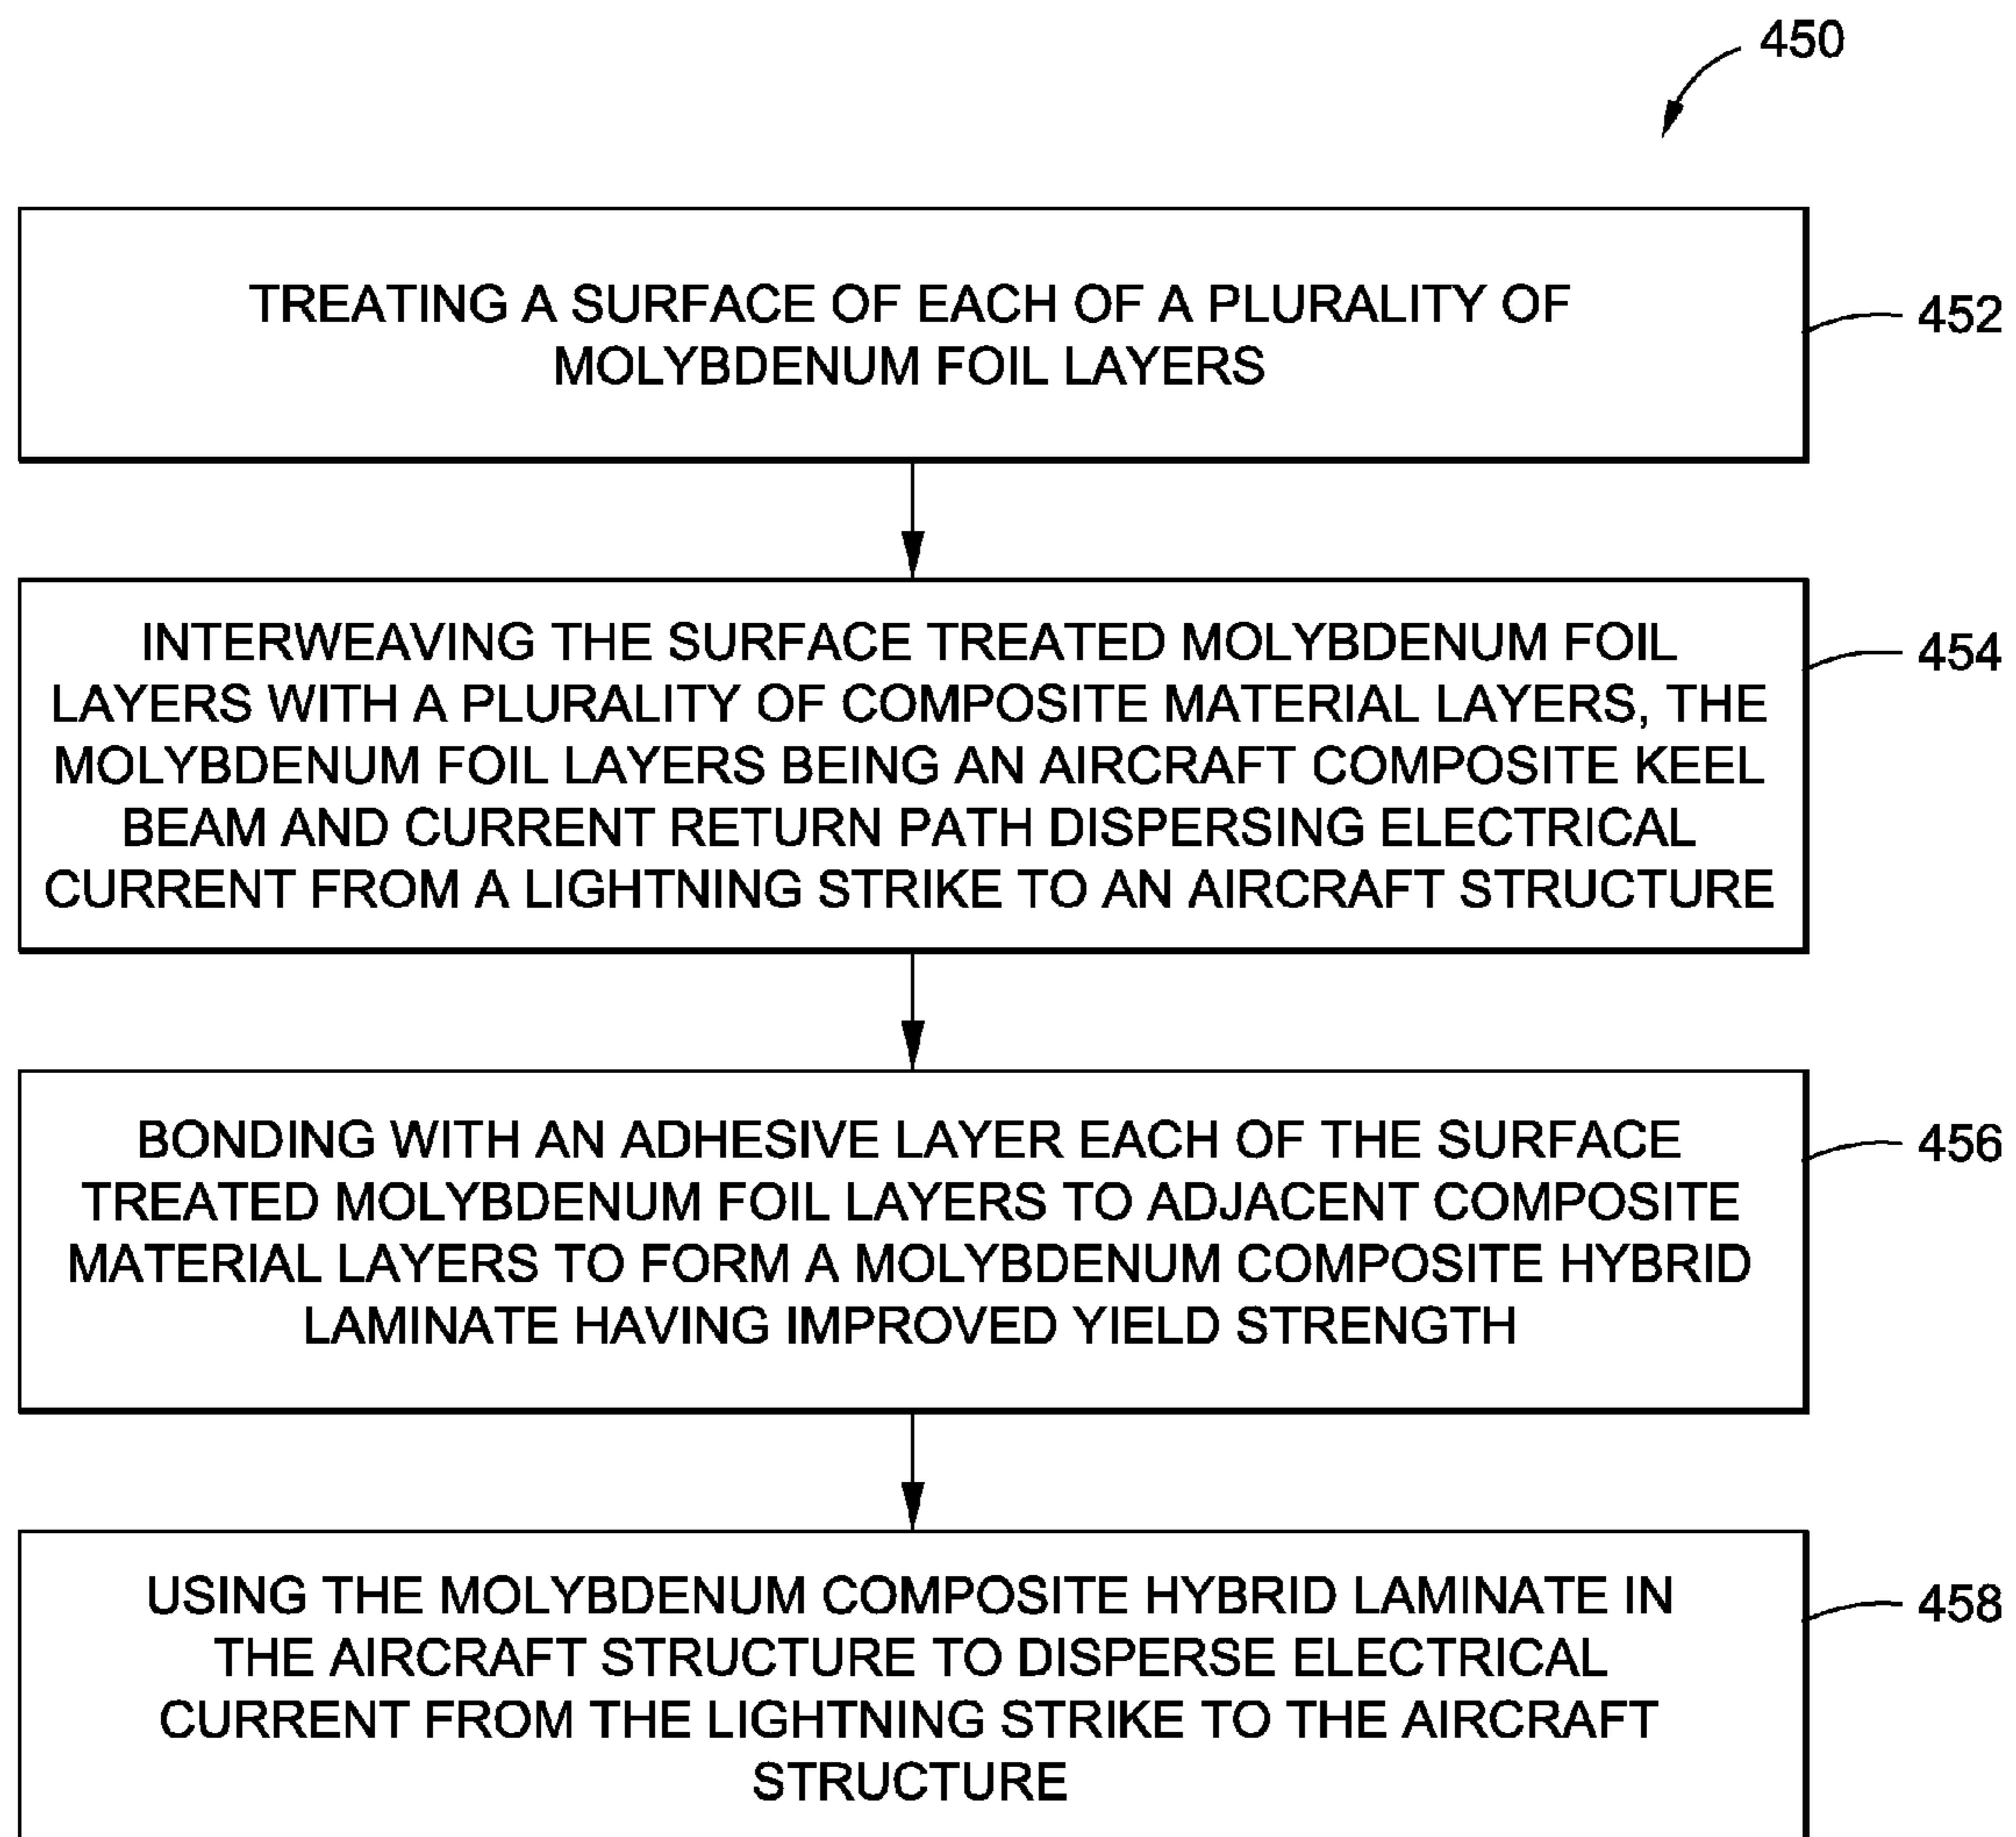 450
TREATING A SURFACE OF EACH OF A PLURALITY OF
MOLYBDENUM FOIL LAYERS
452
INTERWEAVING THE SURFACE TREATED MOLYBDENUM FOIL
LAYERS WITH A PLURALITY OF COMPOSITE MATERIAL LAYERS, THE
MOLYBDENUM FOIL LAYERS BEING AN AIRCRAFT COMPOSITE KEEL
BEAM AND CURRENT RETURN PATH DISPERSING ELECTRICAL
CURRENT FROM A LIGHTNING STRIKE TO AN AIRCRAFT STRUCTURE
454
BONDING WITH AN ADHESIVE LAYER EACH OF THE SURFACE
TREATED MOLYBDENUM FOIL LAYERS TO ADJACENT COMPOSITE
MATERIAL LAYERS TO FORM A MOLYBDENUM COMPOSITE HYBRID
LAMINATE HAVING IMPROVED YIELD STRENGTH
456
USING THE MOLYBDENUM COMPOSITE HYBRID LAMINATE IN
THE AIRCRAFT STRUCTURE TO DISPERSE ELECTRICAL
CURRENT FROM THE LIGHTNING STRIKE TO THE AIRCRAFT
STRUCTURE
458